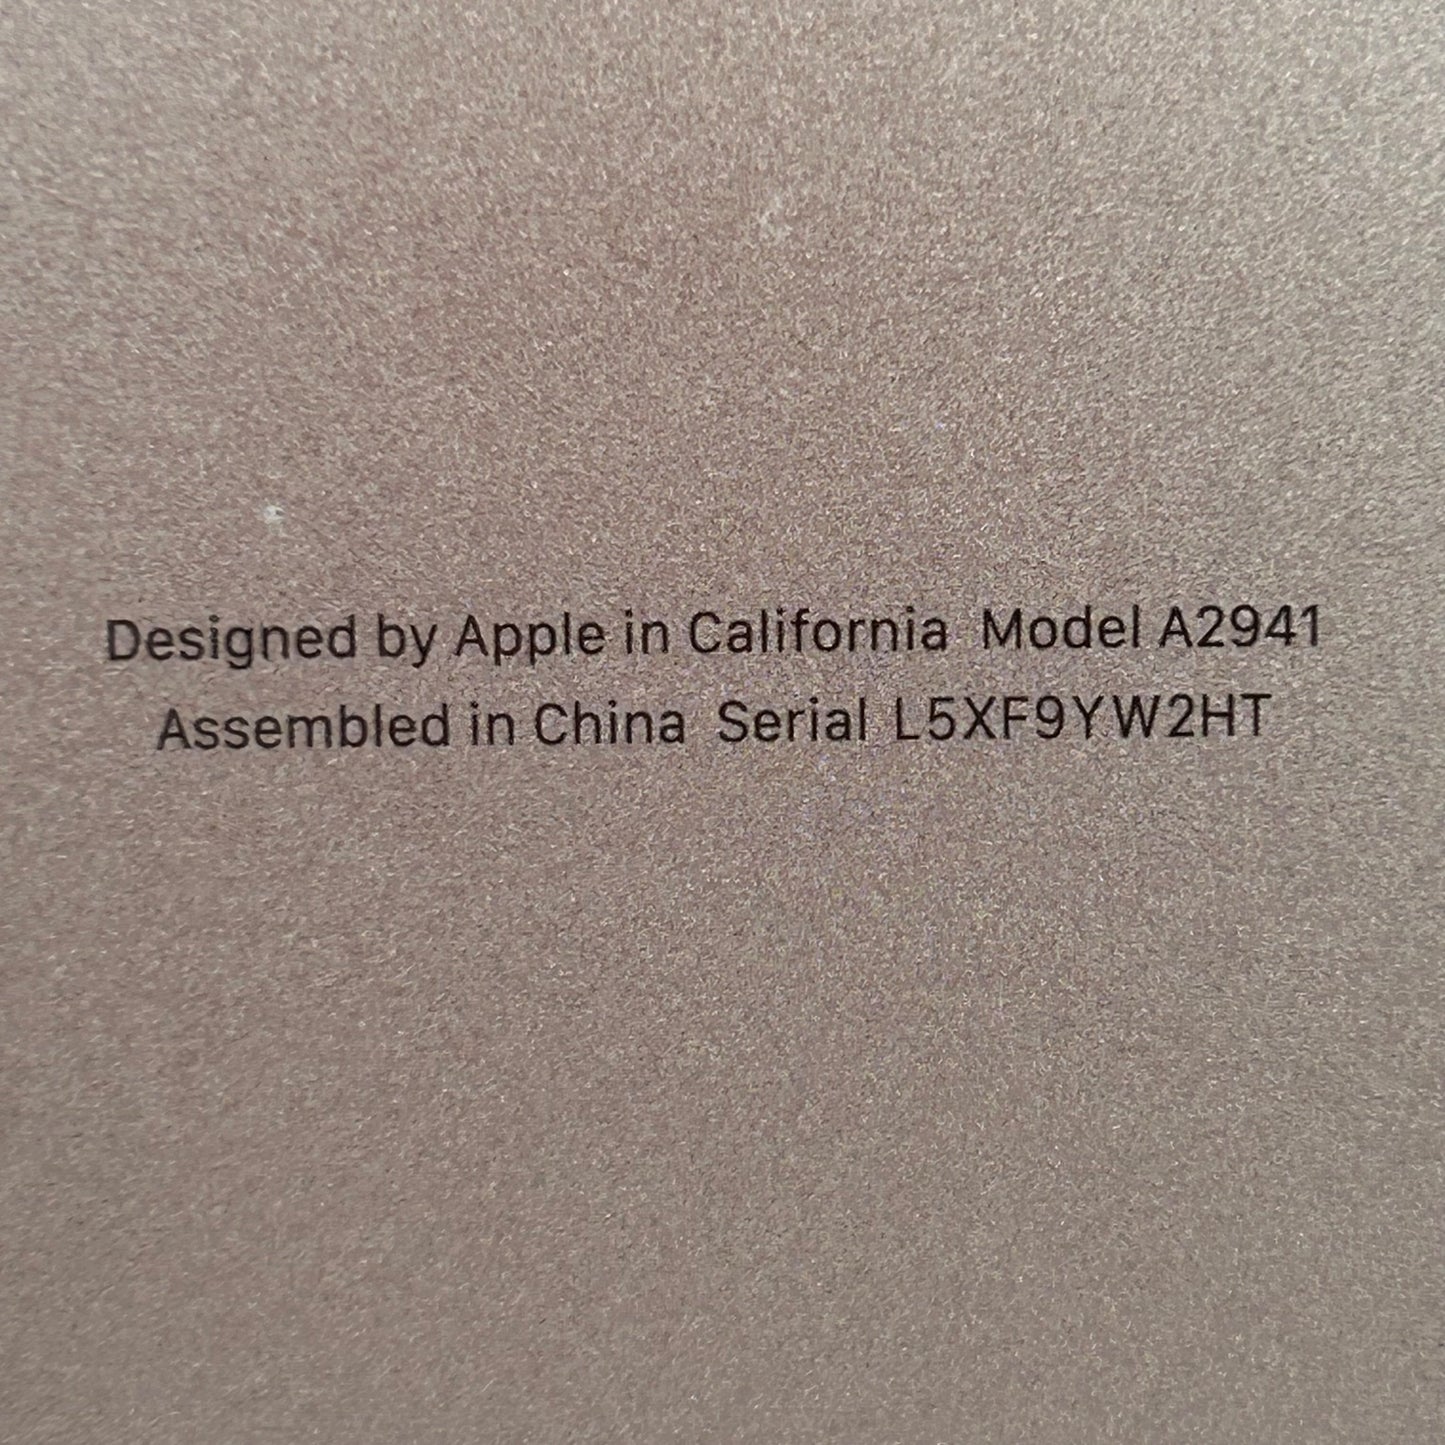 Designed by Apple in California  Model A2941
Assembled in China  Serial L5XF9YW2HT